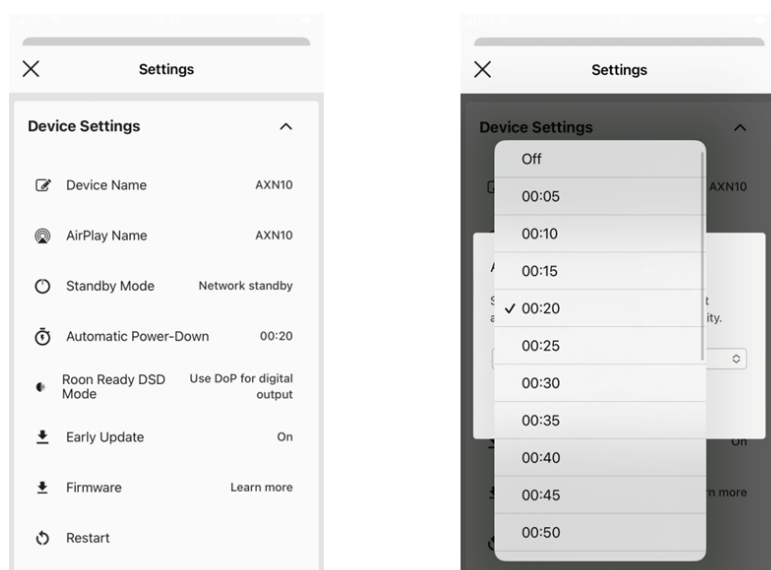 Settings
Device Settings
Device Name AXN10
AirPlay Name AXN10
Standby Mode Network standby
Automatic Power-Down 00:20
Roon Ready DSD Mode Use DoP for digital output
Early Update On
Firmware Learn more
Restart
Settings
Device Settings
AXN10
Off
00:05
00:10
00:15
00:20
ity.
00:25
00:30
00:35
00:40
On
00:45
n more
00:50